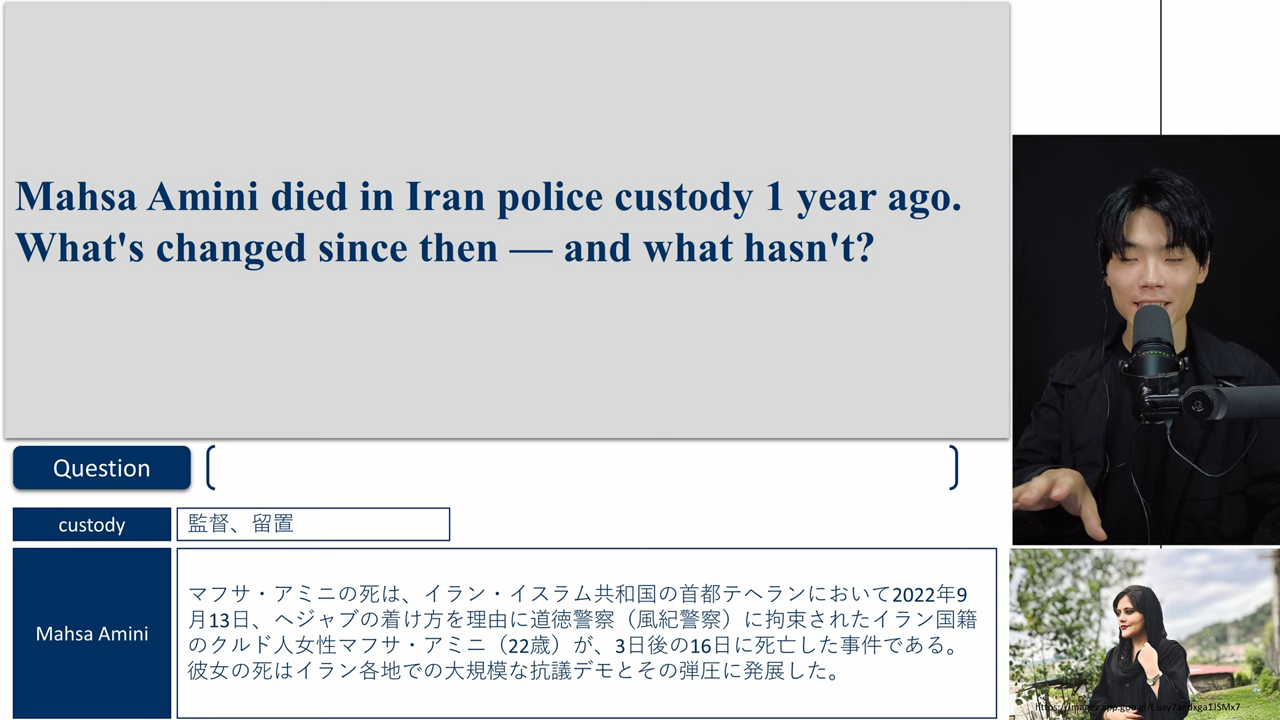 Mahsa Amini died in Iran police custody 1 year ago.
What's changed since then — and what hasn't?
Question
custody
監督、留置
Mahsa Amini
マフサ・アミニの死は、イラン・イスラム共和国の首都テヘランにおいて2022年9
月13日、ヘジャブの着け方を理由に道徳警察（風紀警察）に拘束されたイラン国籍
のクルド人女性マフサ・アミニ（22歳）が、3日後の16日に死亡した事件である。
彼女の死はイラン各地での大規模な抗議デモとその弾圧に発展した。